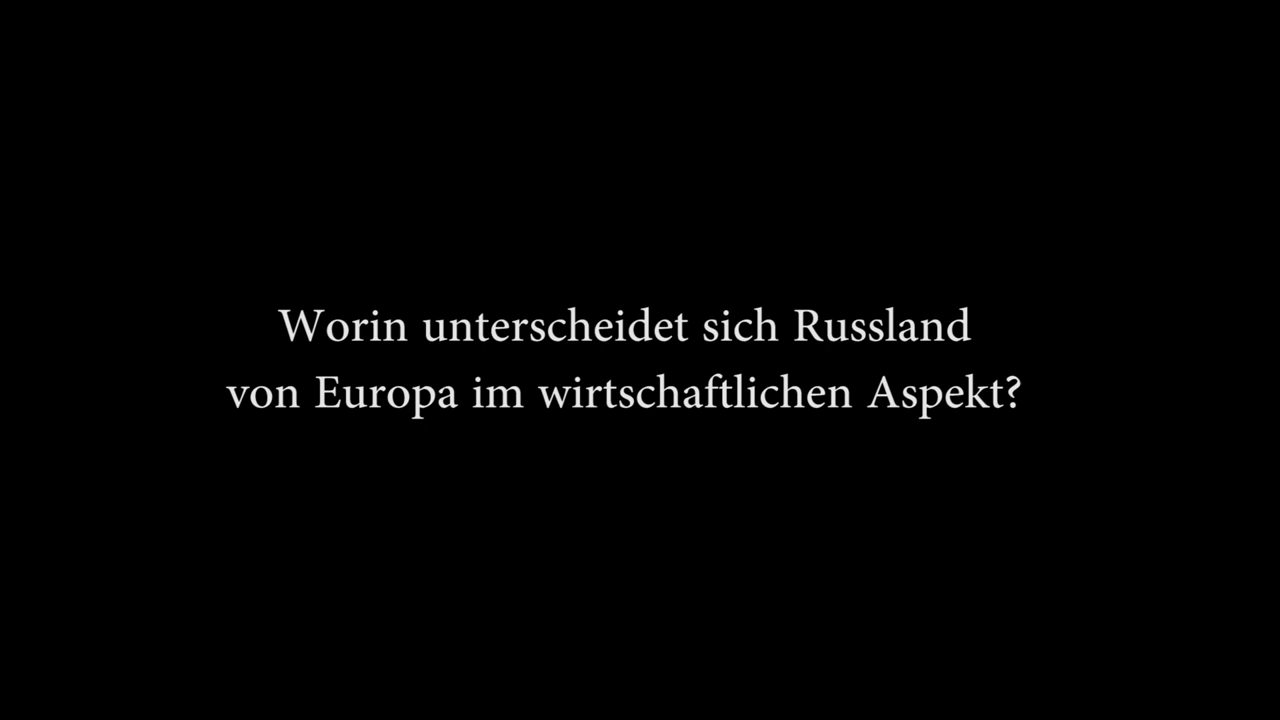 Worin unterscheidet sich Russland
von Europa im wirtschaftlichen Aspekt?